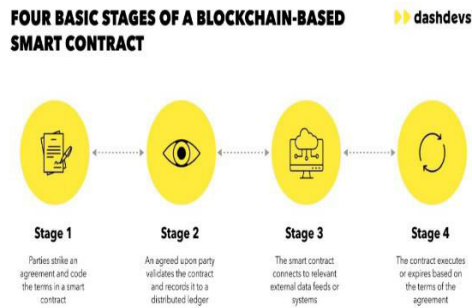 FOUR BASIC STAGES OF A BLOCKCHAIN-BASED
SMART CONTRACT
dashdevs
Stage 1
Parties strike an
agreement and code
the terms in a smart
contract
Stage 2
An agreed upon party
validates the contract
and records it to a
distributed ledger
Stage 3
The smart contract
connects to relevant
external data feeds or
systems
Stage 4
The contract executes
or expires based on
the terms of the
agreement